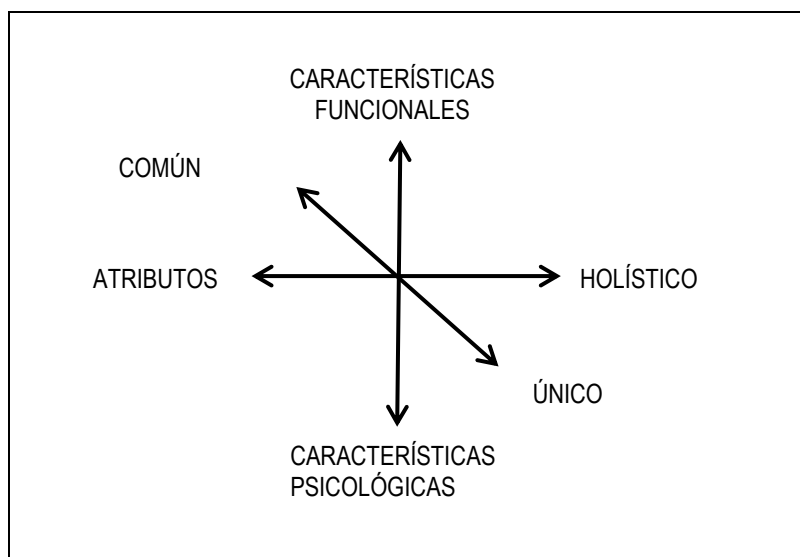 CARACTERÍSTICAS
FUNCIONALES
COMÚN
ATRIBUTOS
HOLÍSTICO
ÚNICO
CARACTERÍSTICAS
PSICOLÓGICAS